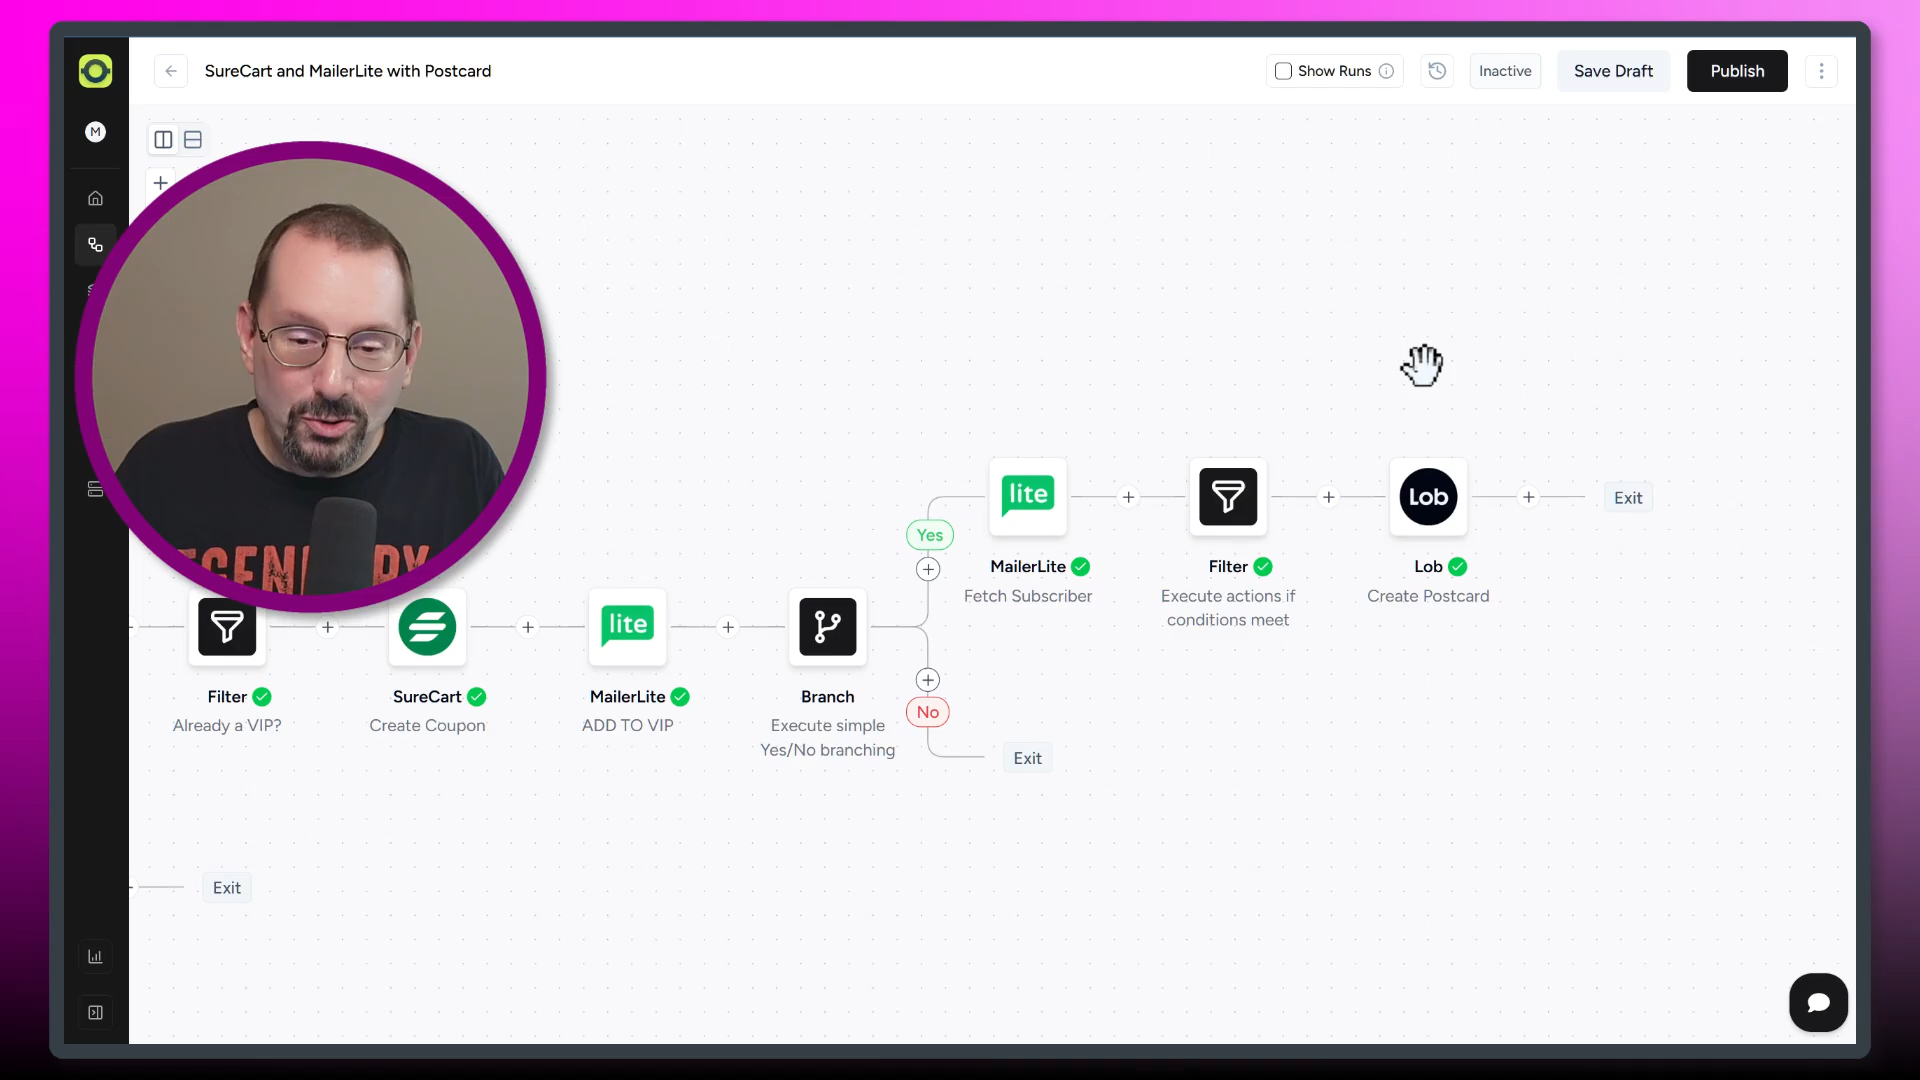 SureCart and MailerLite with Postcard
Show Runs
Inactive
Save Draft
Publish
M
lite
Lob
Exit
Yes
MailerLite
Fetch Subscriber
Filter
Execute actions if
conditions meet
Lob
Create Postcard
lite
Filter
Already a VIP?
SureCart
Create Coupon
MailerLite
ADD TO VIP
Branch
Execute simple
Yes/No branching
No
Exit
Exit